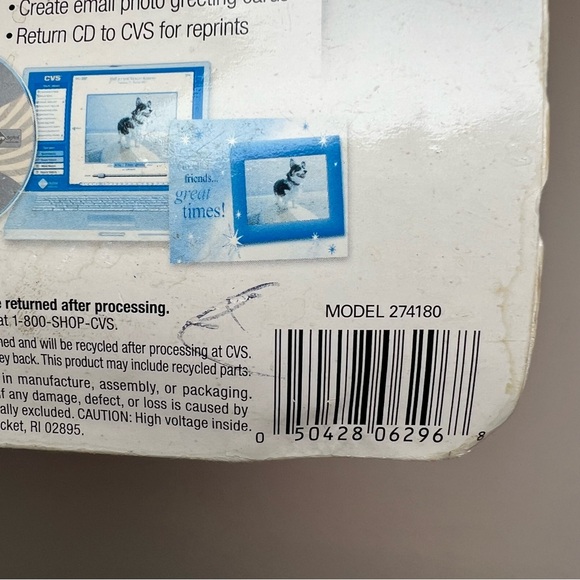 • Create email photo greeting cards
• Return CD to CVS for reprints
CVS
friends...
great
times!
e returned after processing.
at 1-800-SHOP-CVS.
ned and will be recycled after processing at CVS.
ey back. This product may include recycled parts.
in manufacture, assembly, or packaging.
f any damage, defect, or loss is caused by
ally excluded. CAUTION: High voltage inside.
cket, RI 02895.
MODEL 274180
0 50428 06296 8